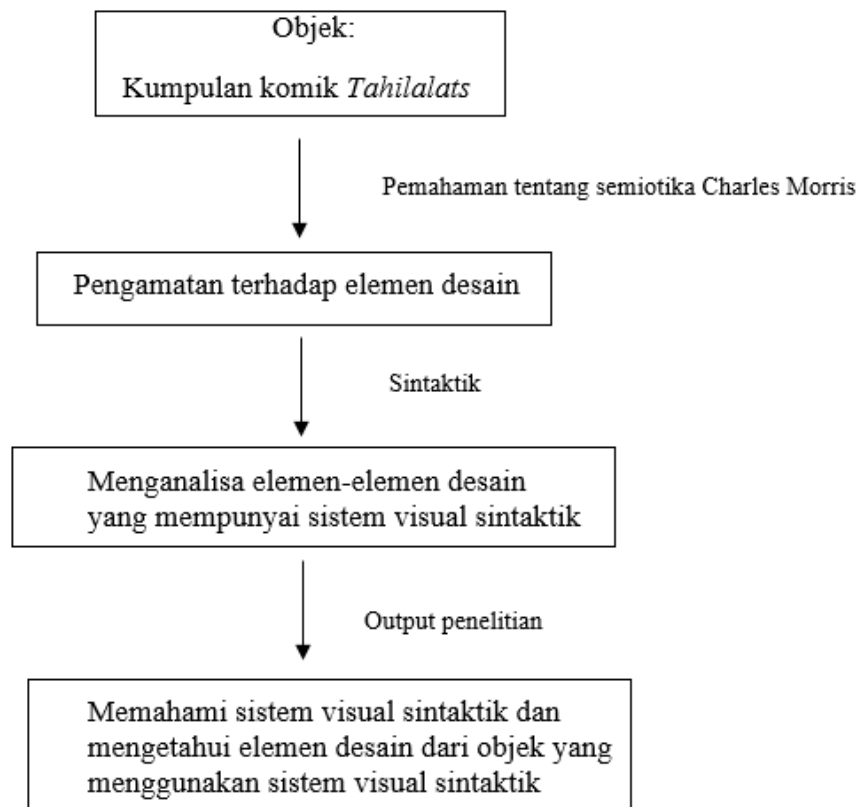 Objek:
Kumpulan komik Tahilalats
Pemahaman tentang semiotika Charles Morris
Pengamatan terhadap elemen desain
Sintaktik
Menganalisa elemen-elemen desain
yang mempunyai sistem visual sintaktik
Output penelitian
Memahami sistem visual sintaktik dan
mengetahui elemen desain dari objek yang
menggunakan sistem visual sintaktik